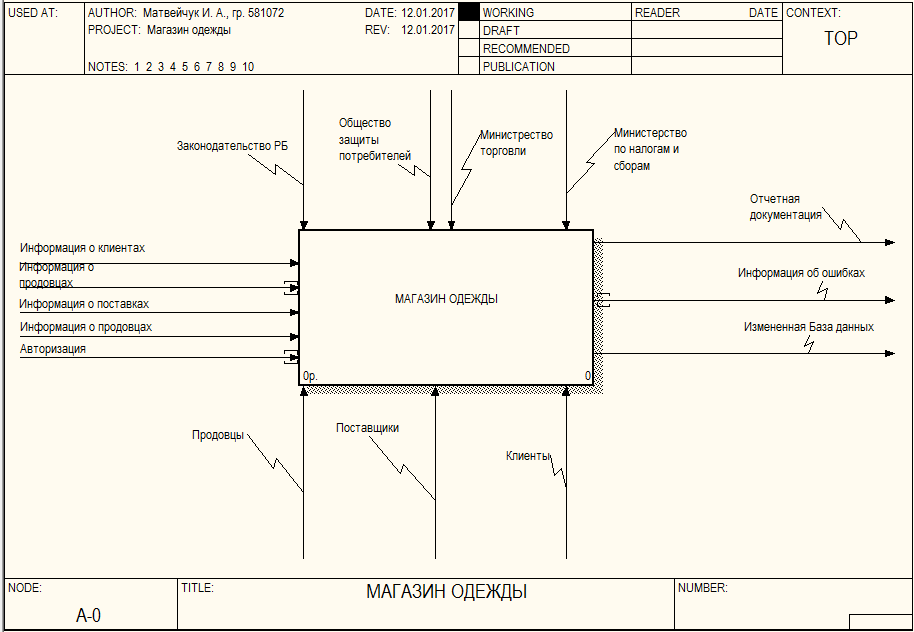 USED AT:
AUTHOR: Матвейчук И. А., гр. 581072
DATE: 12.01.2017
WORKING
READER
DATE
CONTEXT:
PROJECT: Магазин одежды
REV: 12.01.2017
DRAFT
TOP
RECOMMENDED
NOTES: 1 2 3 4 5 6 7 8 9 10
PUBLICATION
Законодательство РБ
Общество
защиты
потребителей
Министрество
торговли
Министерство
по налогам и
сборам
Отчетная
документация
Информация о клиентах
Информация о
продовцах
Информация о поставках
Информация о продовцах
Авторизация
МАГАЗИН ОДЕЖДЫ
0р.
0
Информация об ошибках
Измененная База данных
Продовцы
Поставщики
Клиенты
NODE:
A-0
TITLE:
МАГАЗИН ОДЕЖДЫ
NUMBER: